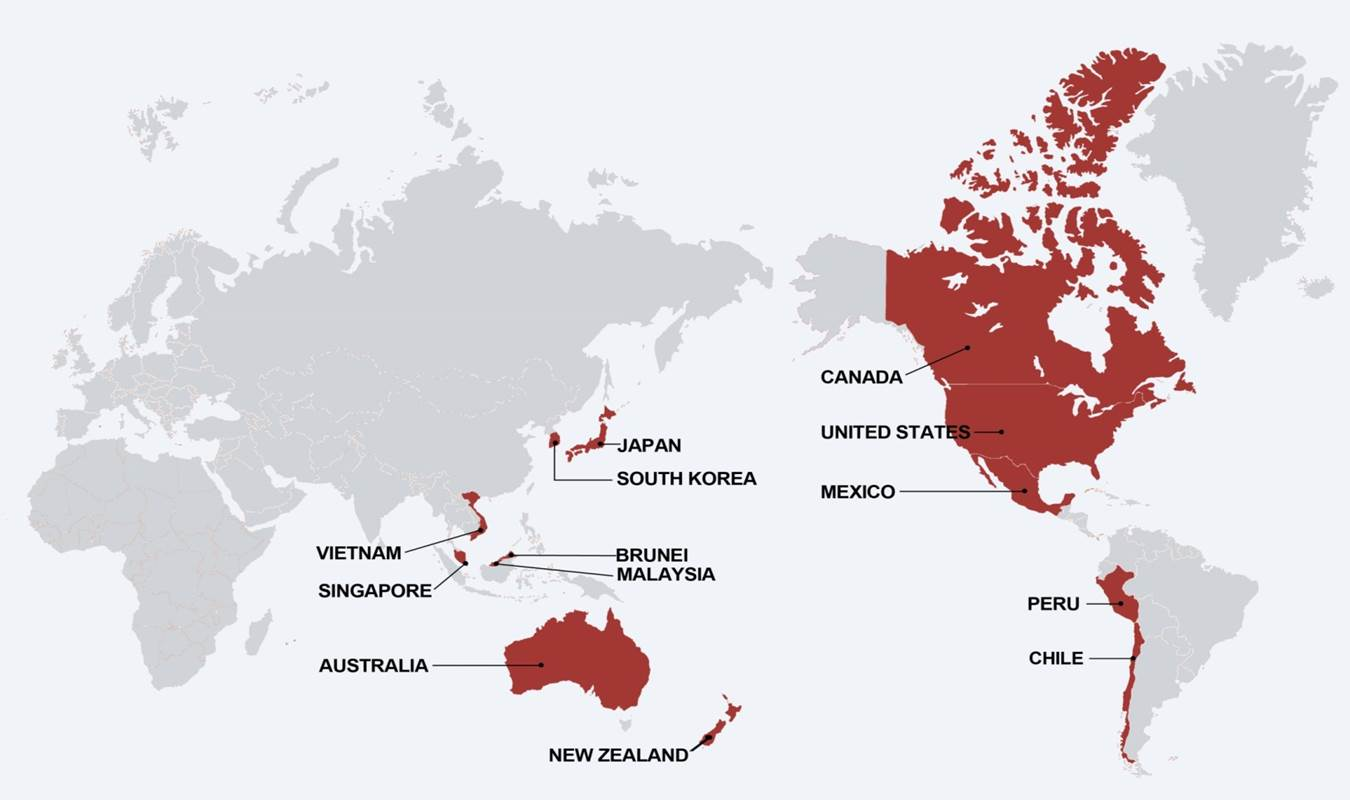 CANADA
UNITED STATES
JAPAN
SOUTH KOREA
MEXICO
VIETNAM
BRUNEI
MALAYSIA
SINGAPORE
PERU
CHILE
AUSTRALIA
NEW ZEALAND